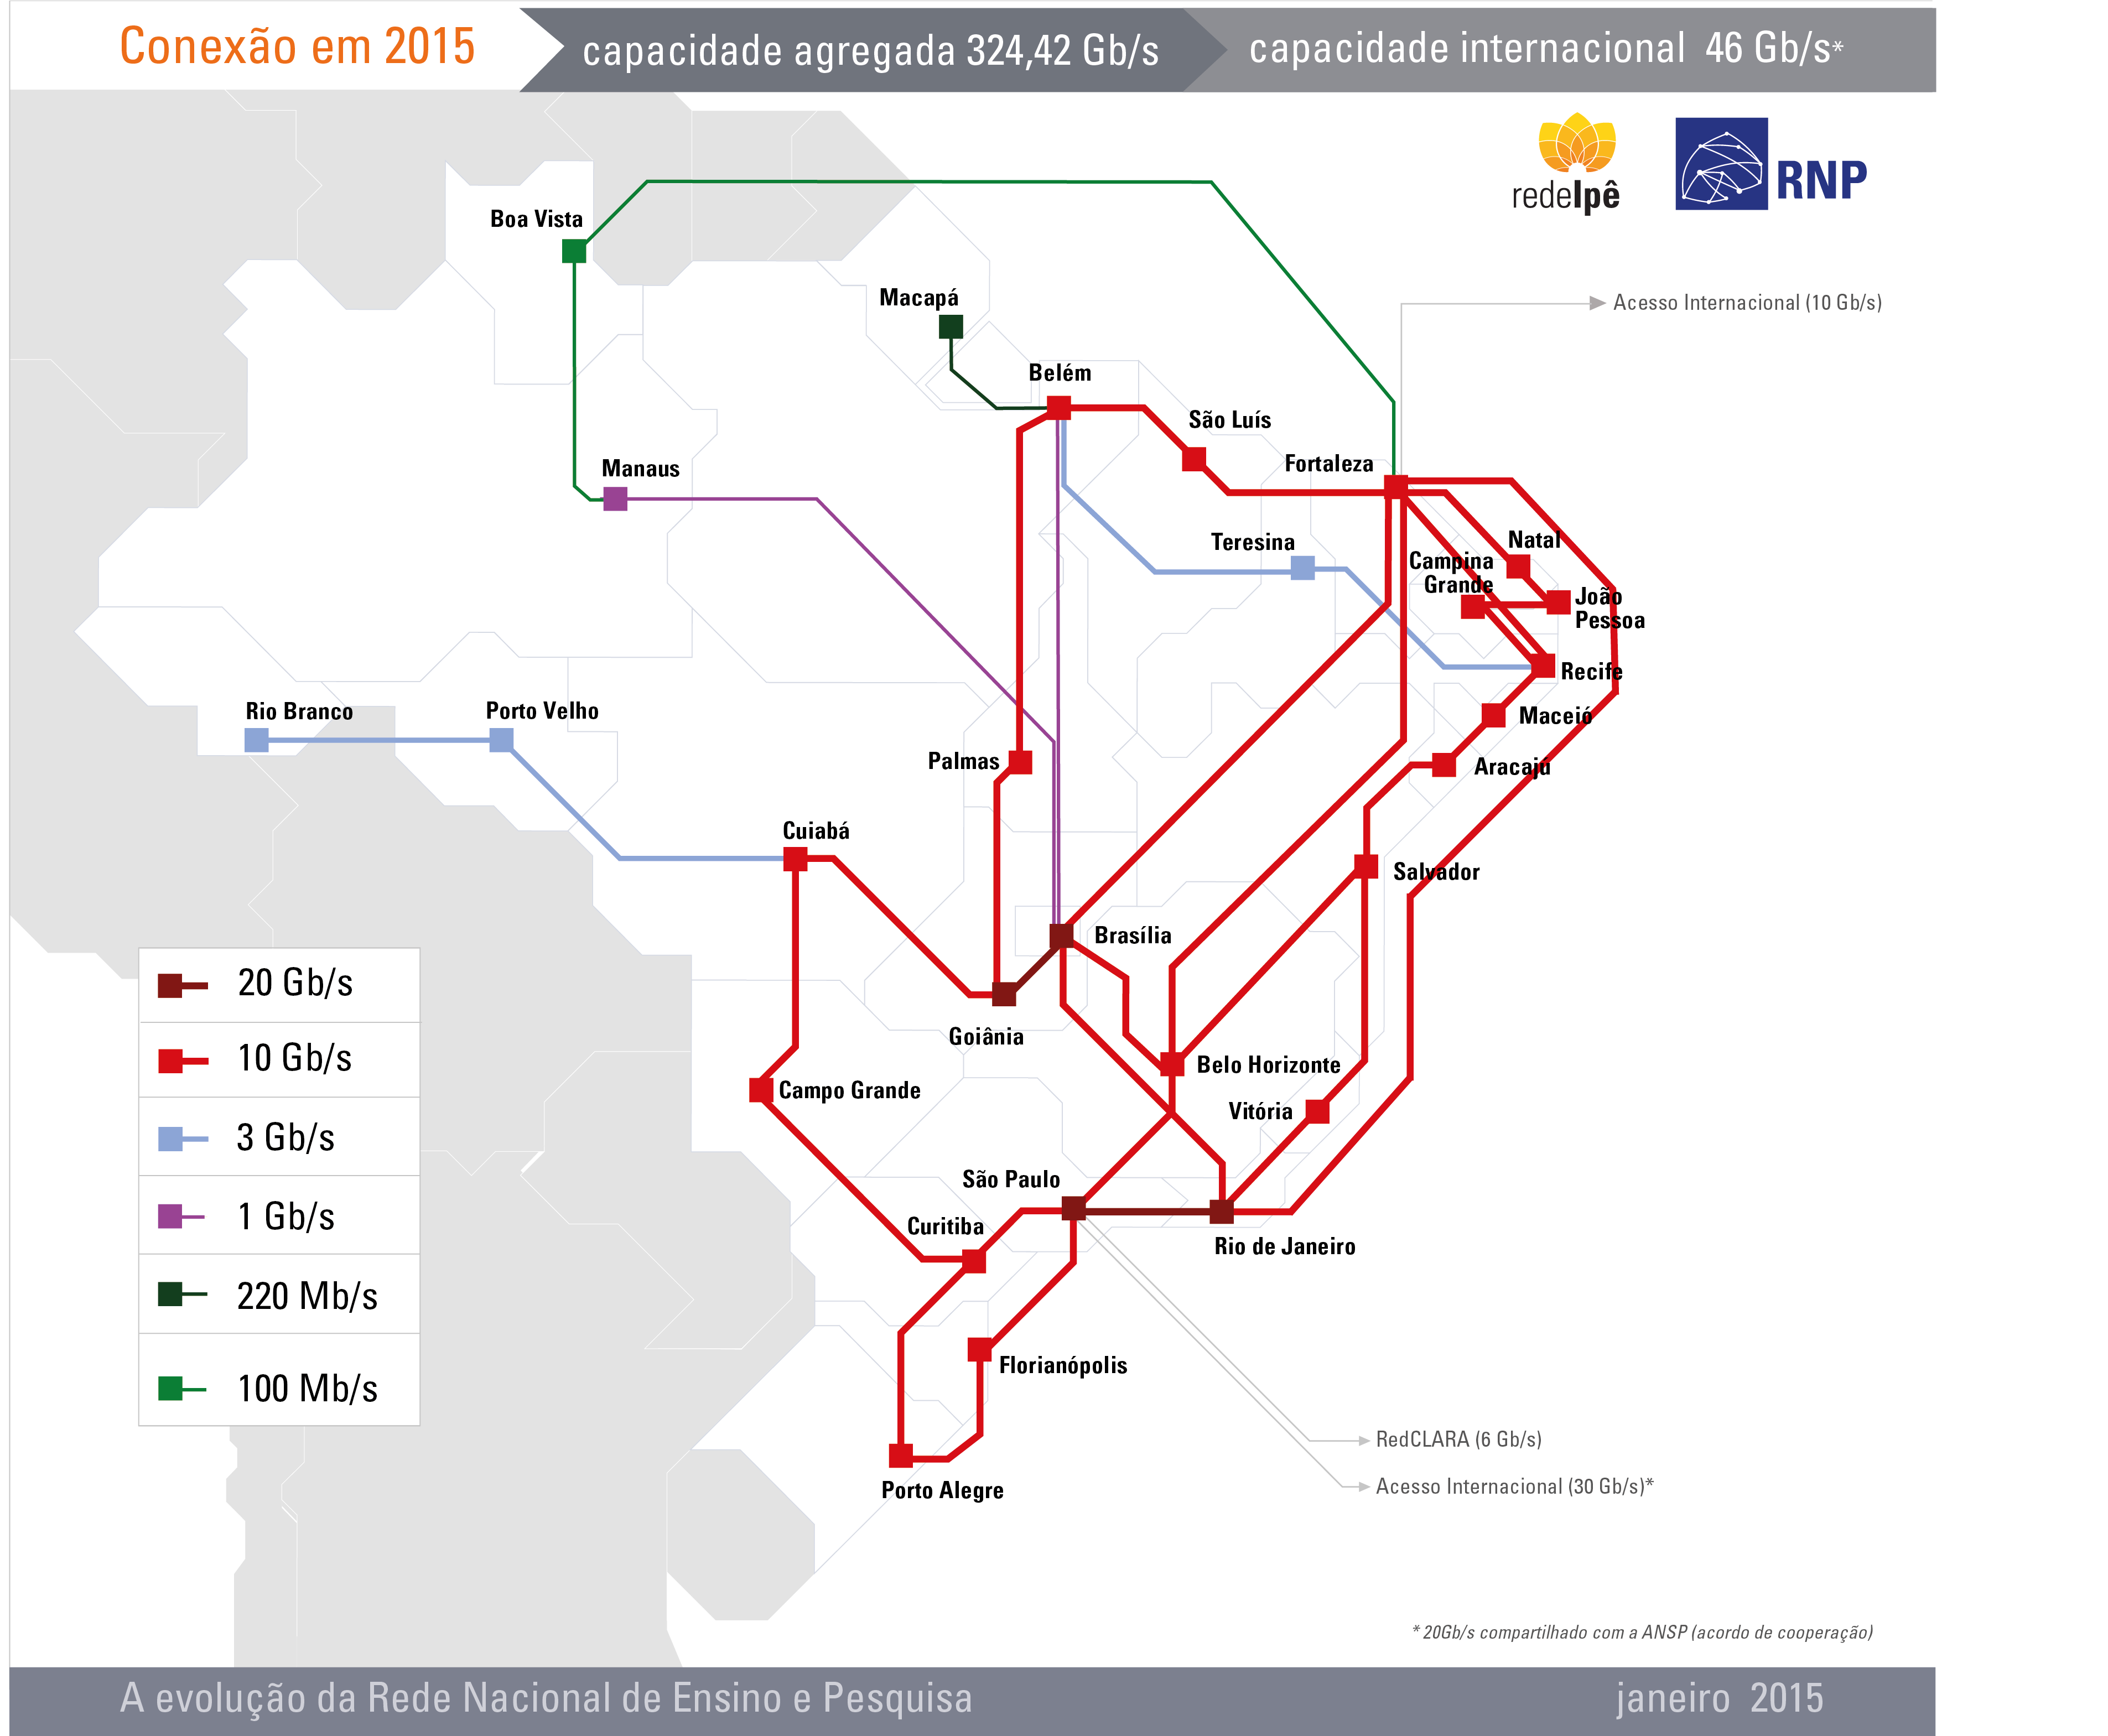 Conexão em 2015
capacidade agregada 324,42 Gb/s
capacidade internacional 46 Gb/s*
redeIpê
RNP
Boa Vista
Macapá
Acesso Internacional (10 Gb/s)
Belém
São Luís
Fortaleza
Manaus
Teresina
Natal
Campina
Grande
João
Pessoa
Recife
Rio Branco
Porto Velho
Maceió
Palmas
Aracajú
Cuiabá
Salvador
Brasília
Goiânia
Belo Horizonte
Campo Grande
Vitória
São Paulo
Curitiba
Rio de Janeiro
Florianópolis
Porto Alegre
20 Gb/s
10 Gb/s
3 Gb/s
1 Gb/s
220 Mb/s
100 Mb/s
RedCLARA (6 Gb/s)
Acesso Internacional (30 Gb/s)*
* 20Gb/s compartilhado com a ANSP (acordo de cooperação)
A evolução da Rede Nacional de Ensino e Pesquisa
janeiro 2015